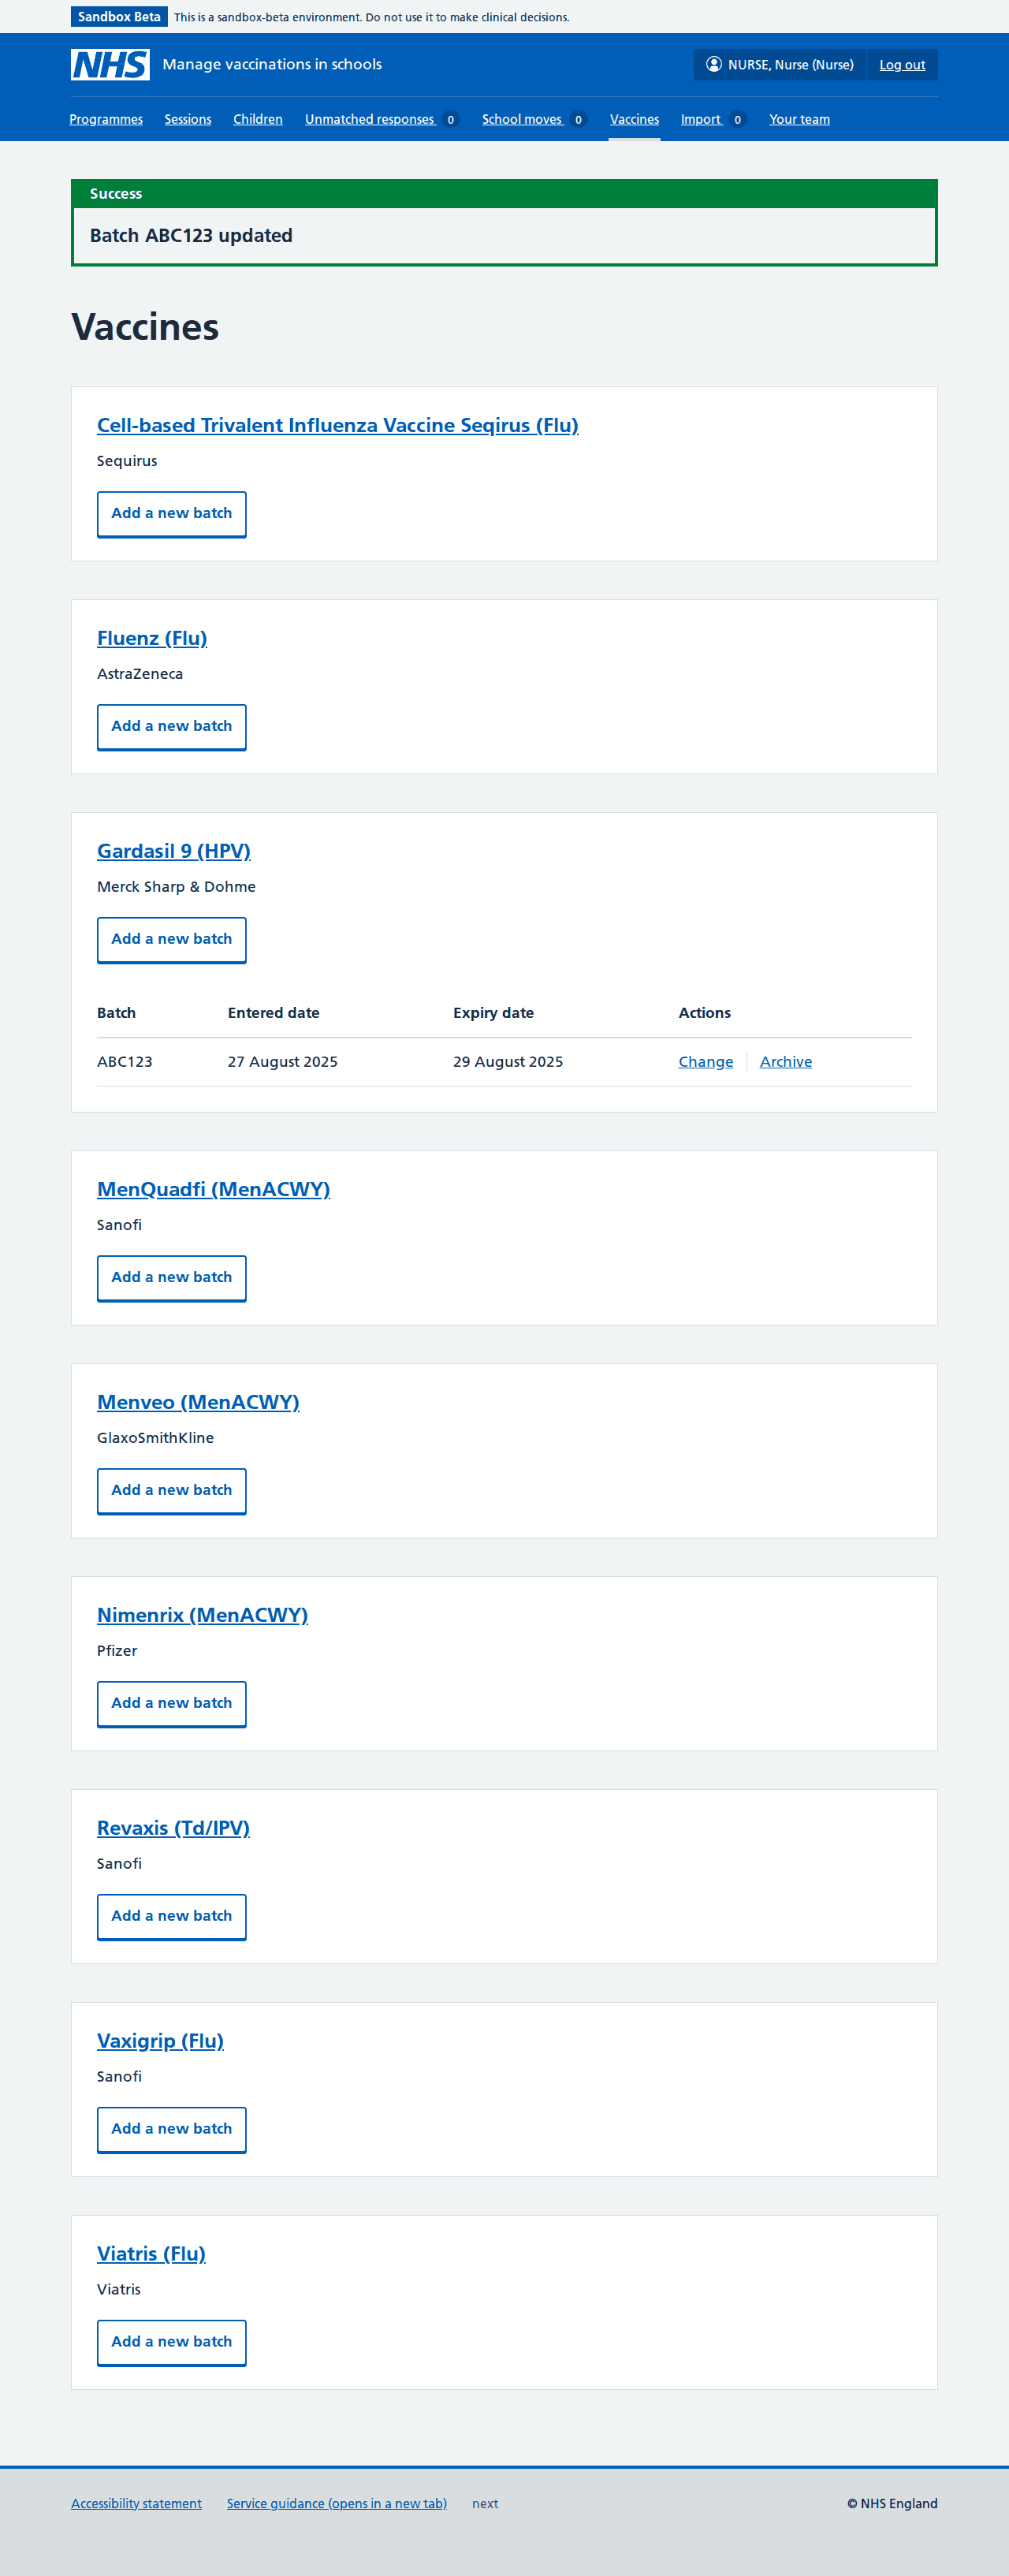 Sandbox Beta This is a sandbox-beta environment. Do not use it to make clinical decisions.
NHS Manage vaccinations in schools NURSE, Nurse (Nurse) Log out
Programmes Sessions Children Unmatched responses 0 School moves 0 Vaccines Import 0 Your team
Success
Batch ABC123 updated
Vaccines
Cell-based Trivalent Influenza Vaccine Seqirus (Flu)
Sequirus
Add a new batch
Fluenz (Flu)
AstraZeneca
Add a new batch
Gardasil 9 (HPV)
Merck Sharp & Dohme
Add a new batch
Batch Entered date Expiry date Actions
ABC123 27 August 2025 29 August 2025 Change Archive
MenQuadfi (MenACWY)
Sanofi
Add a new batch
Menveo (MenACWY)
GlaxoSmithKline
Add a new batch
Nimenrix (MenACWY)
Pfizer
Add a new batch
Revaxis (Td/IPV)
Sanofi
Add a new batch
Vaxigrip (Flu)
Sanofi
Add a new batch
Viatris (Flu)
Viatris
Add a new batch
Accessibility statement Service guidance (opens in a new tab) next © NHS England